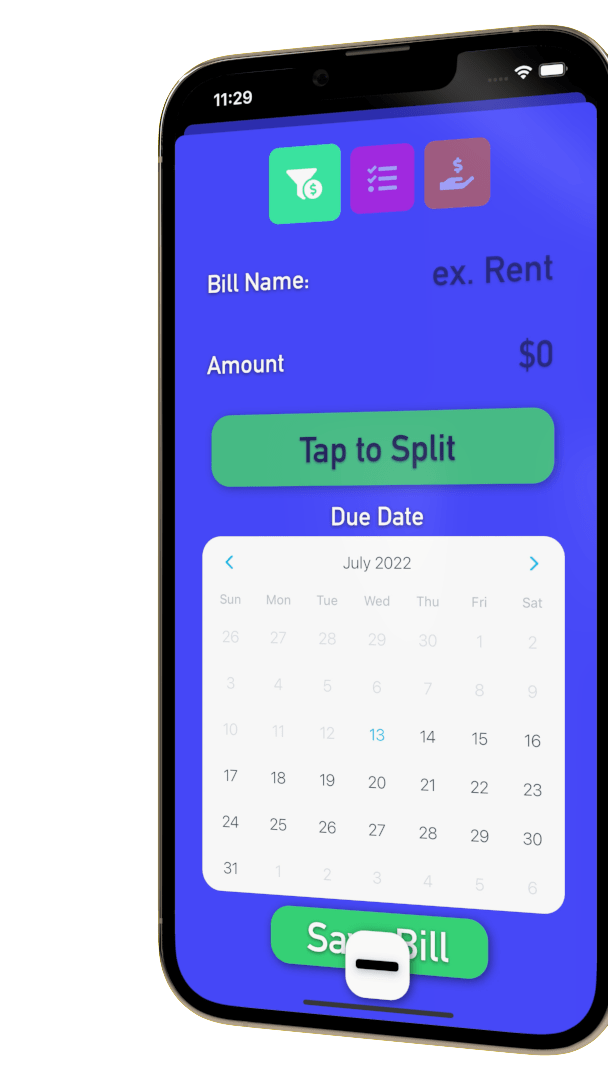 11:29
$
$
Bill Name:
ex. Rent
Amount
$0
Tap to Split
Due Date
July 2022
Sun Mon Tue Wed Thu Fri Sat
26 27 28 29 30 1 2
3 4 5 6 7 8 9
10 11 12 13 14 15 16
17 18 19 20 21 22 23
24 25 26 27 28 29 30
31 1 2 3 4 5 6
Bill